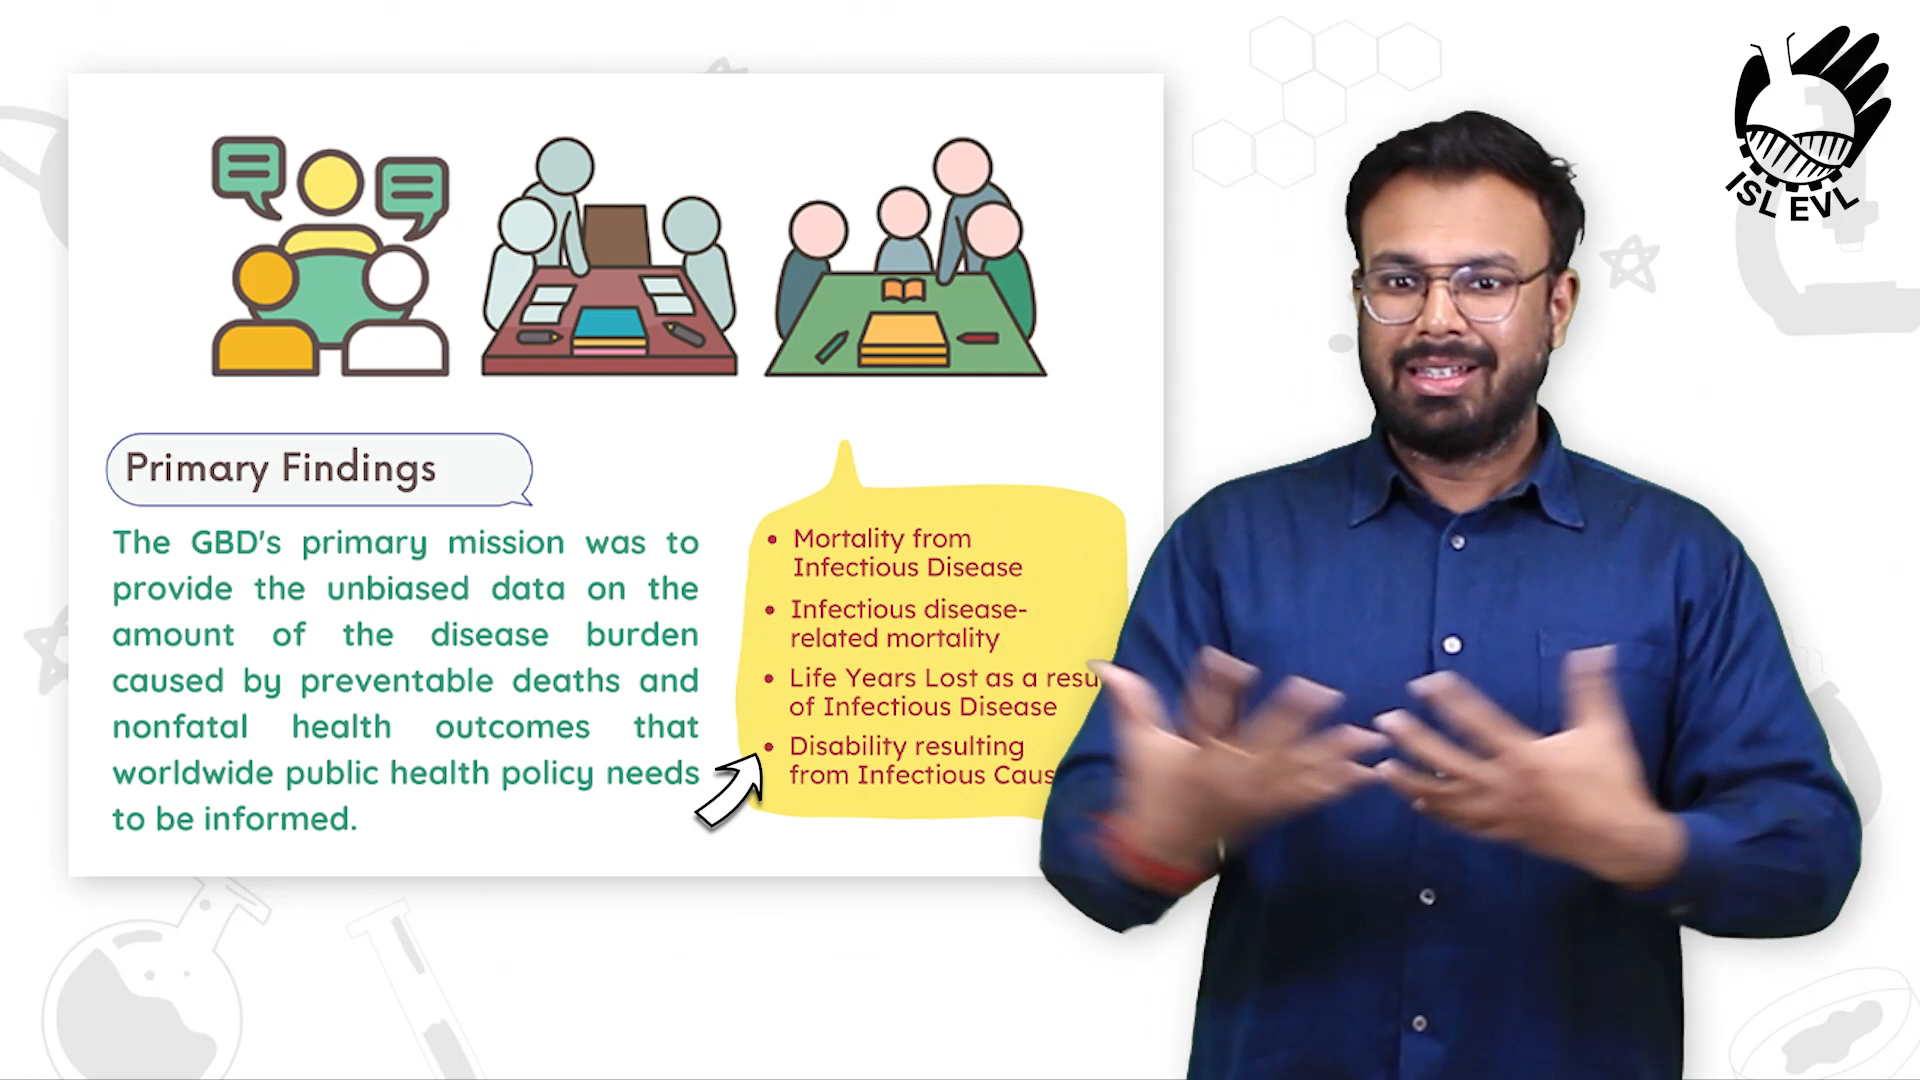 ISL EVL
Primary Findings
The GBD's primary mission was to
provide the unbiased data on the
amount of the disease burden
caused by preventable deaths and
nonfatal health outcomes that
worldwide public health policy needs
to be informed.
• Mortality from
Infectious Disease
• Infectious disease-
related mortality
• Life Years Lost as a
of Infectious Disease
• Disability resulting
from Infectious